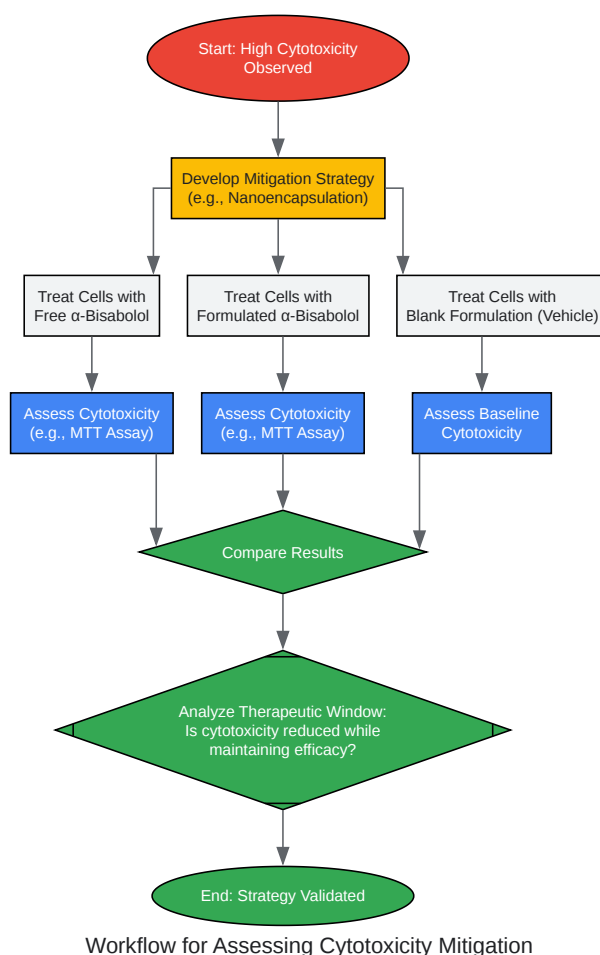 Start: High Cytotoxicity
Observed
Develop Mitigation Strategy
(e.g., Nanoencapsulation)
Treat Cells with
Free α-Bisabolol
Treat Cells with
Formulated α-Bisabolol
Treat Cells with
Blank Formulation (Vehicle)
Assess Cytotoxicity
(e.g., MTT Assay)
Assess Cytotoxicity
(e.g., MTT Assay)
Assess Baseline
Cytotoxicity
Compare Results
Analyze Therapeutic Window:
Is cytotoxicity reduced while
maintaining efficacy?
End: Strategy Validated
Workflow for Assessing Cytotoxicity Mitigation